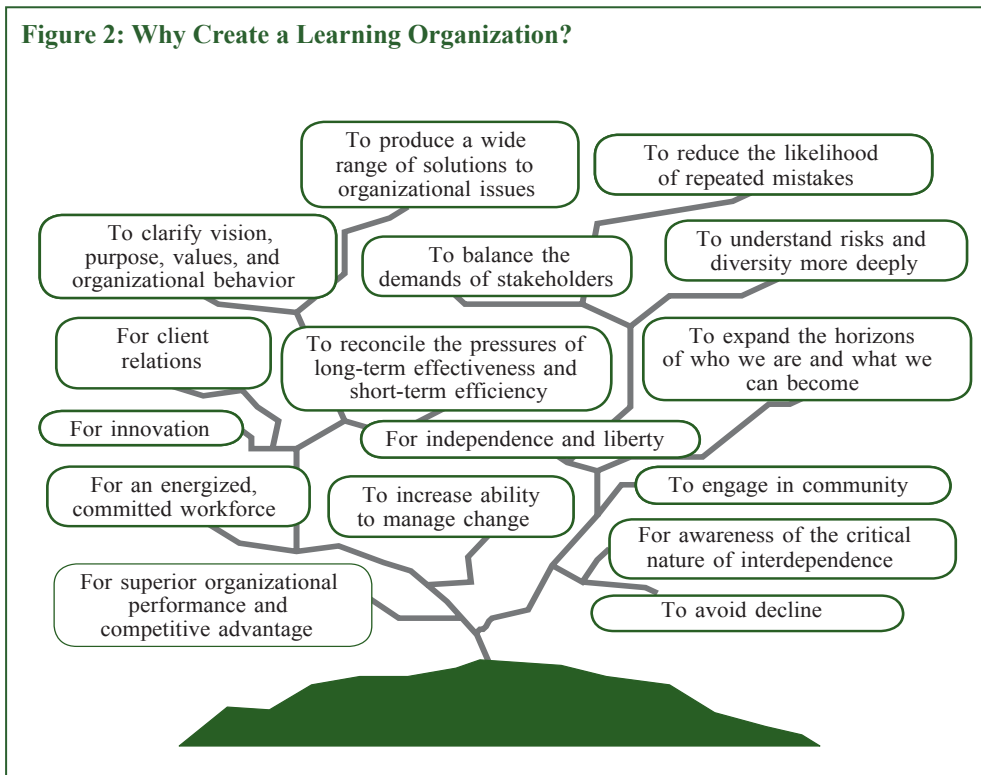 Figure 2: Why Create a Learning Organization?
To produce a wide
range of solutions to
organizational issues
To reduce the likelihood
of repeated mistakes
To clarify vision,
purpose, values, and
organizational behavior
To balance the
demands of stakeholders
To understand risks and
diversity more deeply
For client
relations
To reconcile the pressures of
long-term effectiveness and
short-term efficiency
To expand the horizons
of who we are and what we
can become
For innovation
For independence and liberty
For an energized,
committed workforce
To increase ability
to manage change
To engage in community
For awareness of the critical
nature of interdependence
For superior organizational
performance and
competitive advantage
To avoid decline